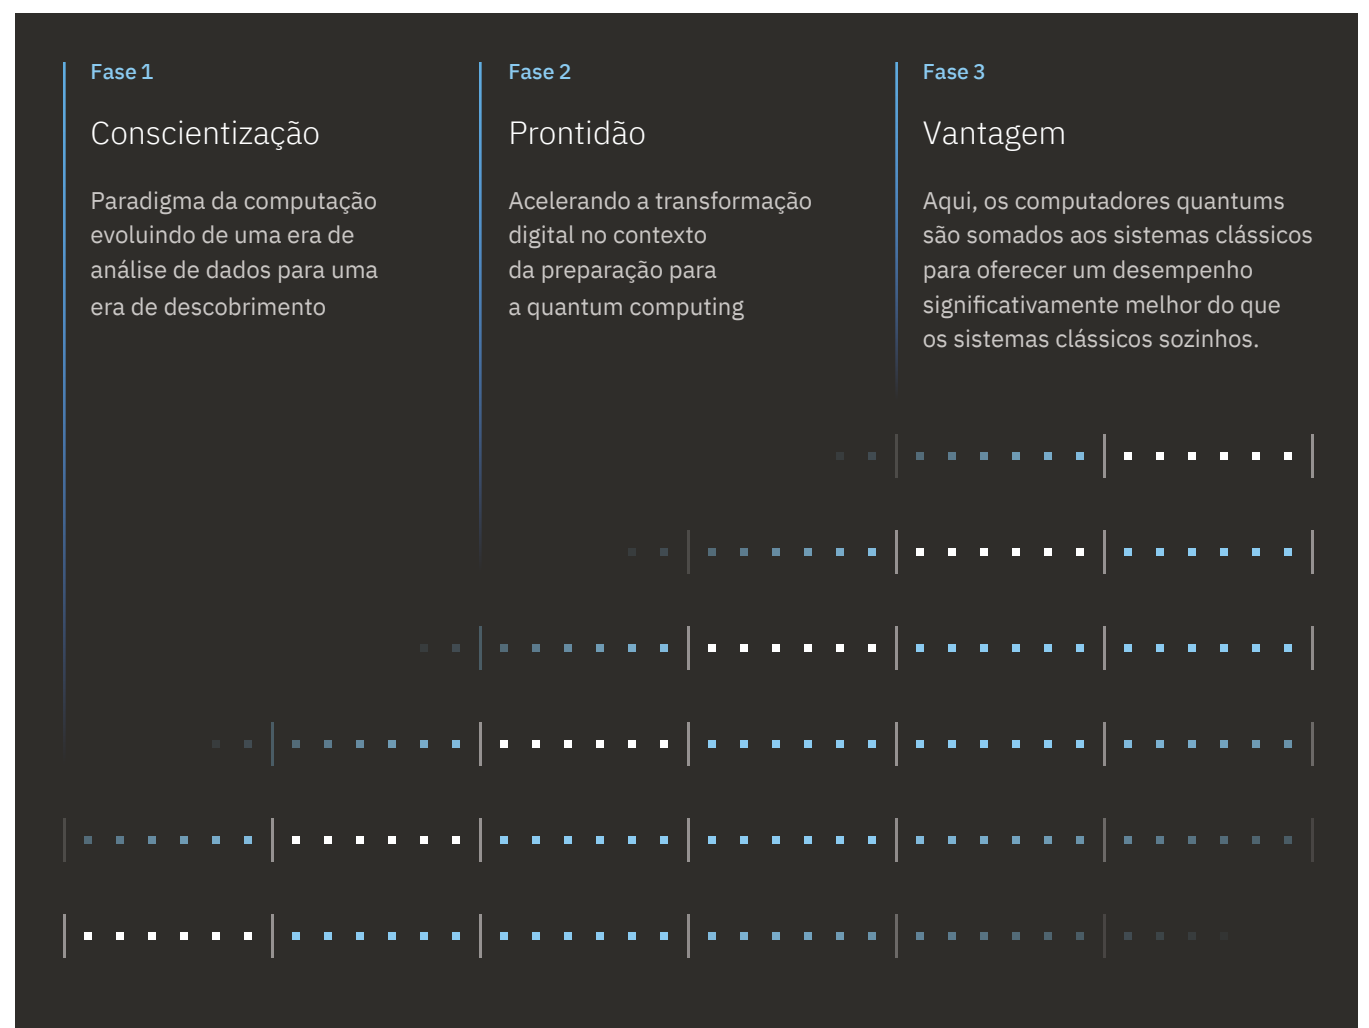 Fase 1
Conscientização
Paradigma da computação
evoluindo de uma era de
análise de dados para uma
era de descobrimento
Fase 2
Prontidão
Acelerando a transformação
digital no contexto
da preparação para
a quantum computing
Fase 3
Vantagem
Aqui, os computadores quantums
são somados aos sistemas clássicos
para oferecer um desempenho
significativamente melhor do que
os sistemas clássicos sozinhos.